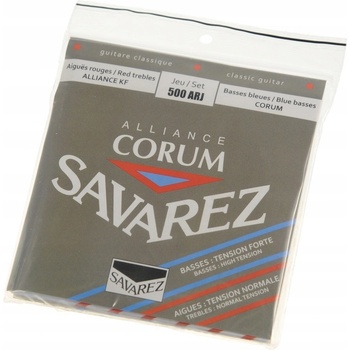 guitare classique
classic guitar
Aiguës rouges / Red trebles
ALLIANCE KF
Jeu / Set
500 ARJ
Basses bleues / Blue basses
CORUM
ALLIANCE
CORUM
SAVAREZ
BASSES : TENSION FORTE
BASSES : HIGH TENSION
SAVAREZ
AIGUES : TENSION NORMALE
TREBLES : NORMAL TENSION